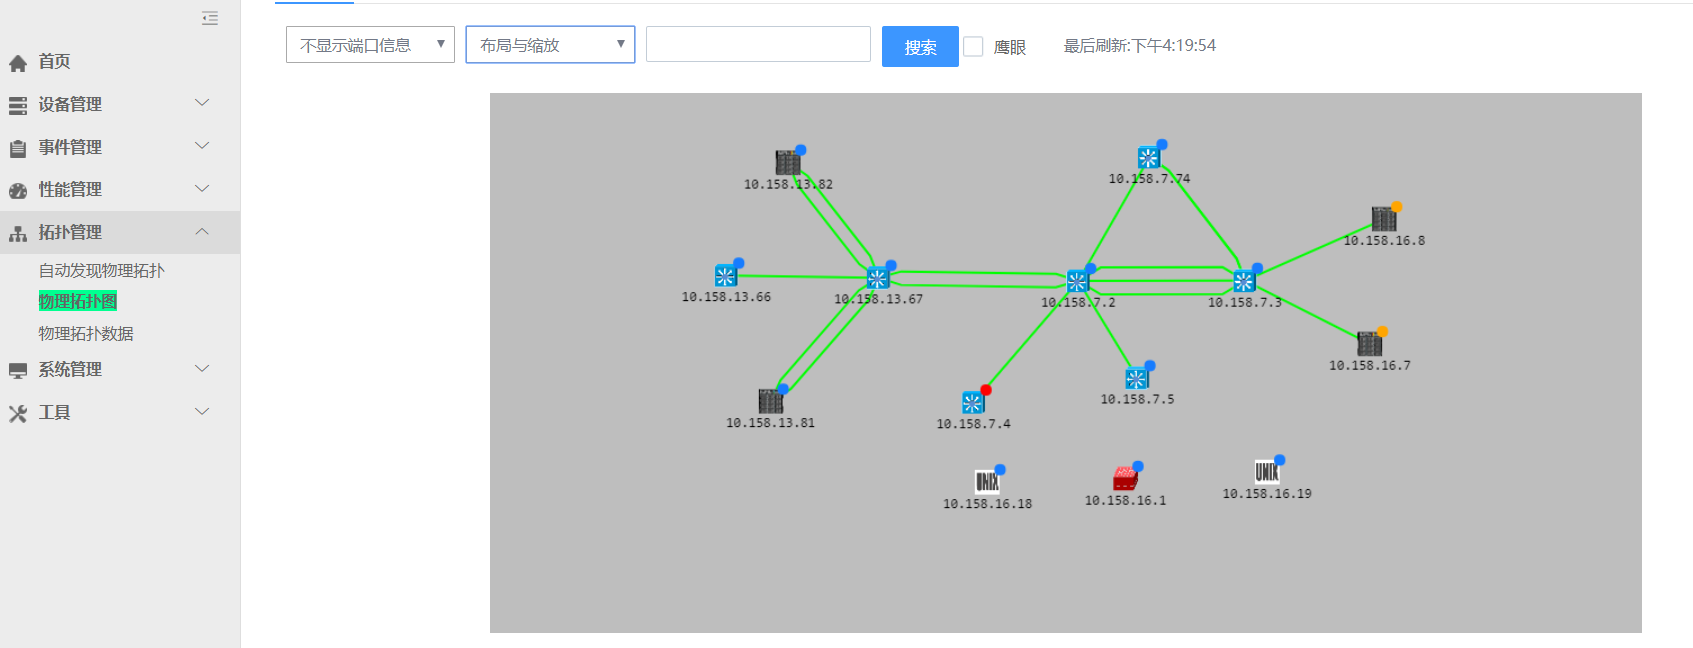 首页
设备管理
事件管理
性能管理
拓扑管理
自动发现物理拓扑
物理拓扑图
物理拓扑数据
系统管理
工具
不显示端口信息
布局与缩放
搜索
鹰眼
最后刷新:下午4:19:54
10.158.13.82
10.158.7.74
10.158.16.8
10.158.13.66
10.158.13.67
10.158.7.2
10.158.7.3
10.158.16.7
10.158.7.5
10.158.13.81
10.158.7.4
UNIX
10.158.16.18
10.158.16.1
UNIX
10.158.16.19